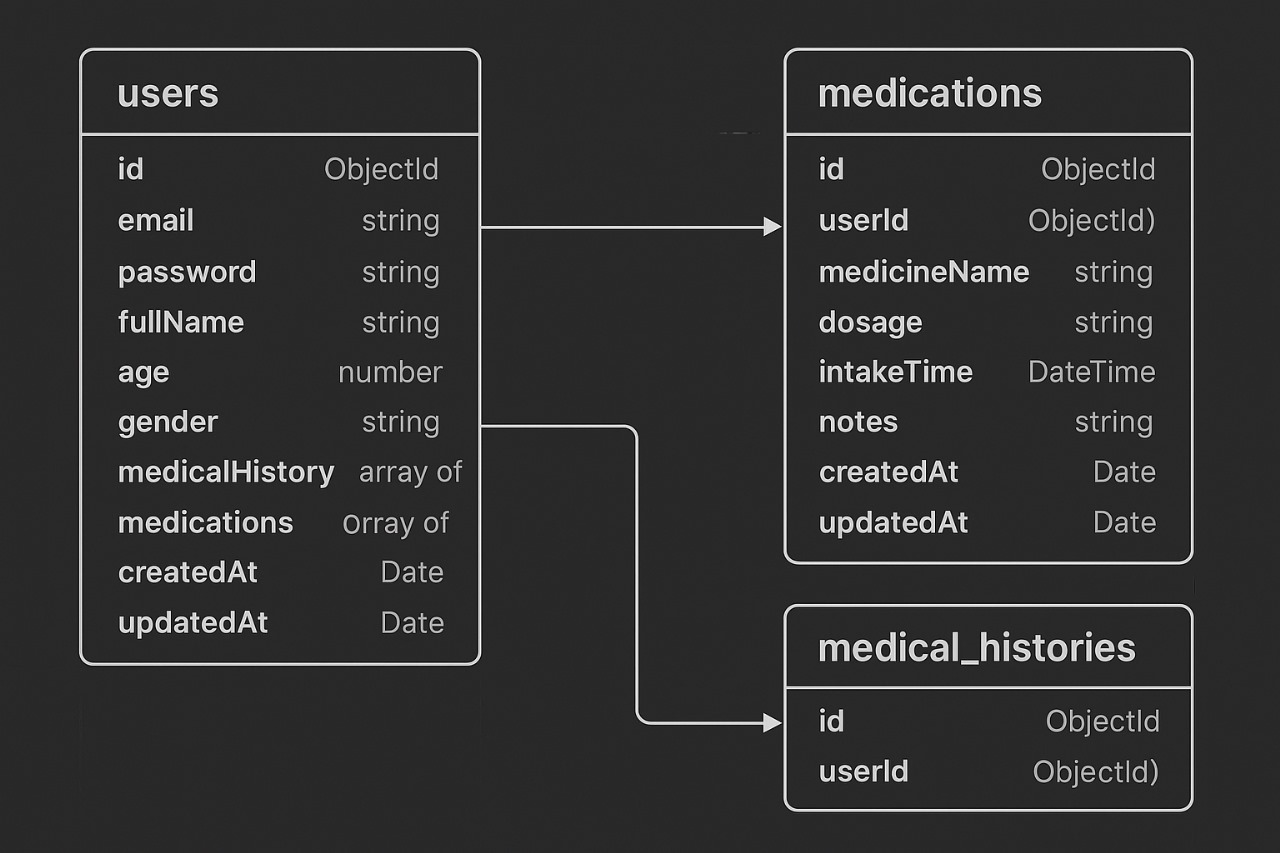 users
id ObjectId
email string
password string
fullName string
age number
gender string
medicalHistory array of
medications orray of
createdAt Date
updatedAt Date
medications
id ObjectId
userId ObjectId)
medicineName string
dosage string
intakeTime DateTime
notes string
createdAt Date
updatedAt Date
medical_histories
id ObjectId
userId ObjectId)